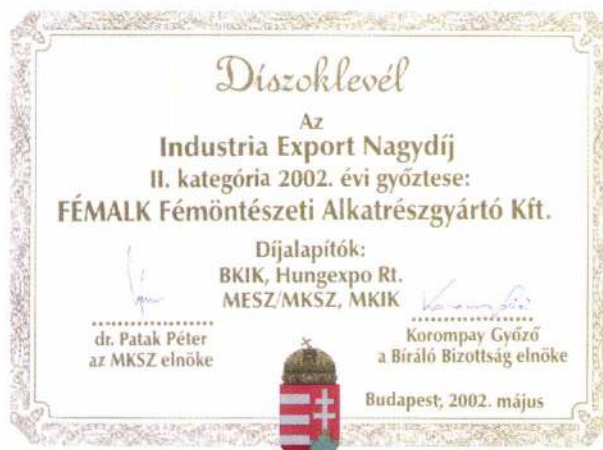 Díszoklevél
Az
Industria Export Nagydíj
II. kategória 2002. évi győztese:
FÉMALK Fémöntészeti Alkatrészgyártó Kft.
Díjalapítók:
BKIK, Hungexpo Rt.
MESZ/MKSZ, MKIK
dr. Patak Péter
az MKSZ elnöke
Korompay Győző
a Bíráló Bizottság elnöke
Budapest, 2002. május